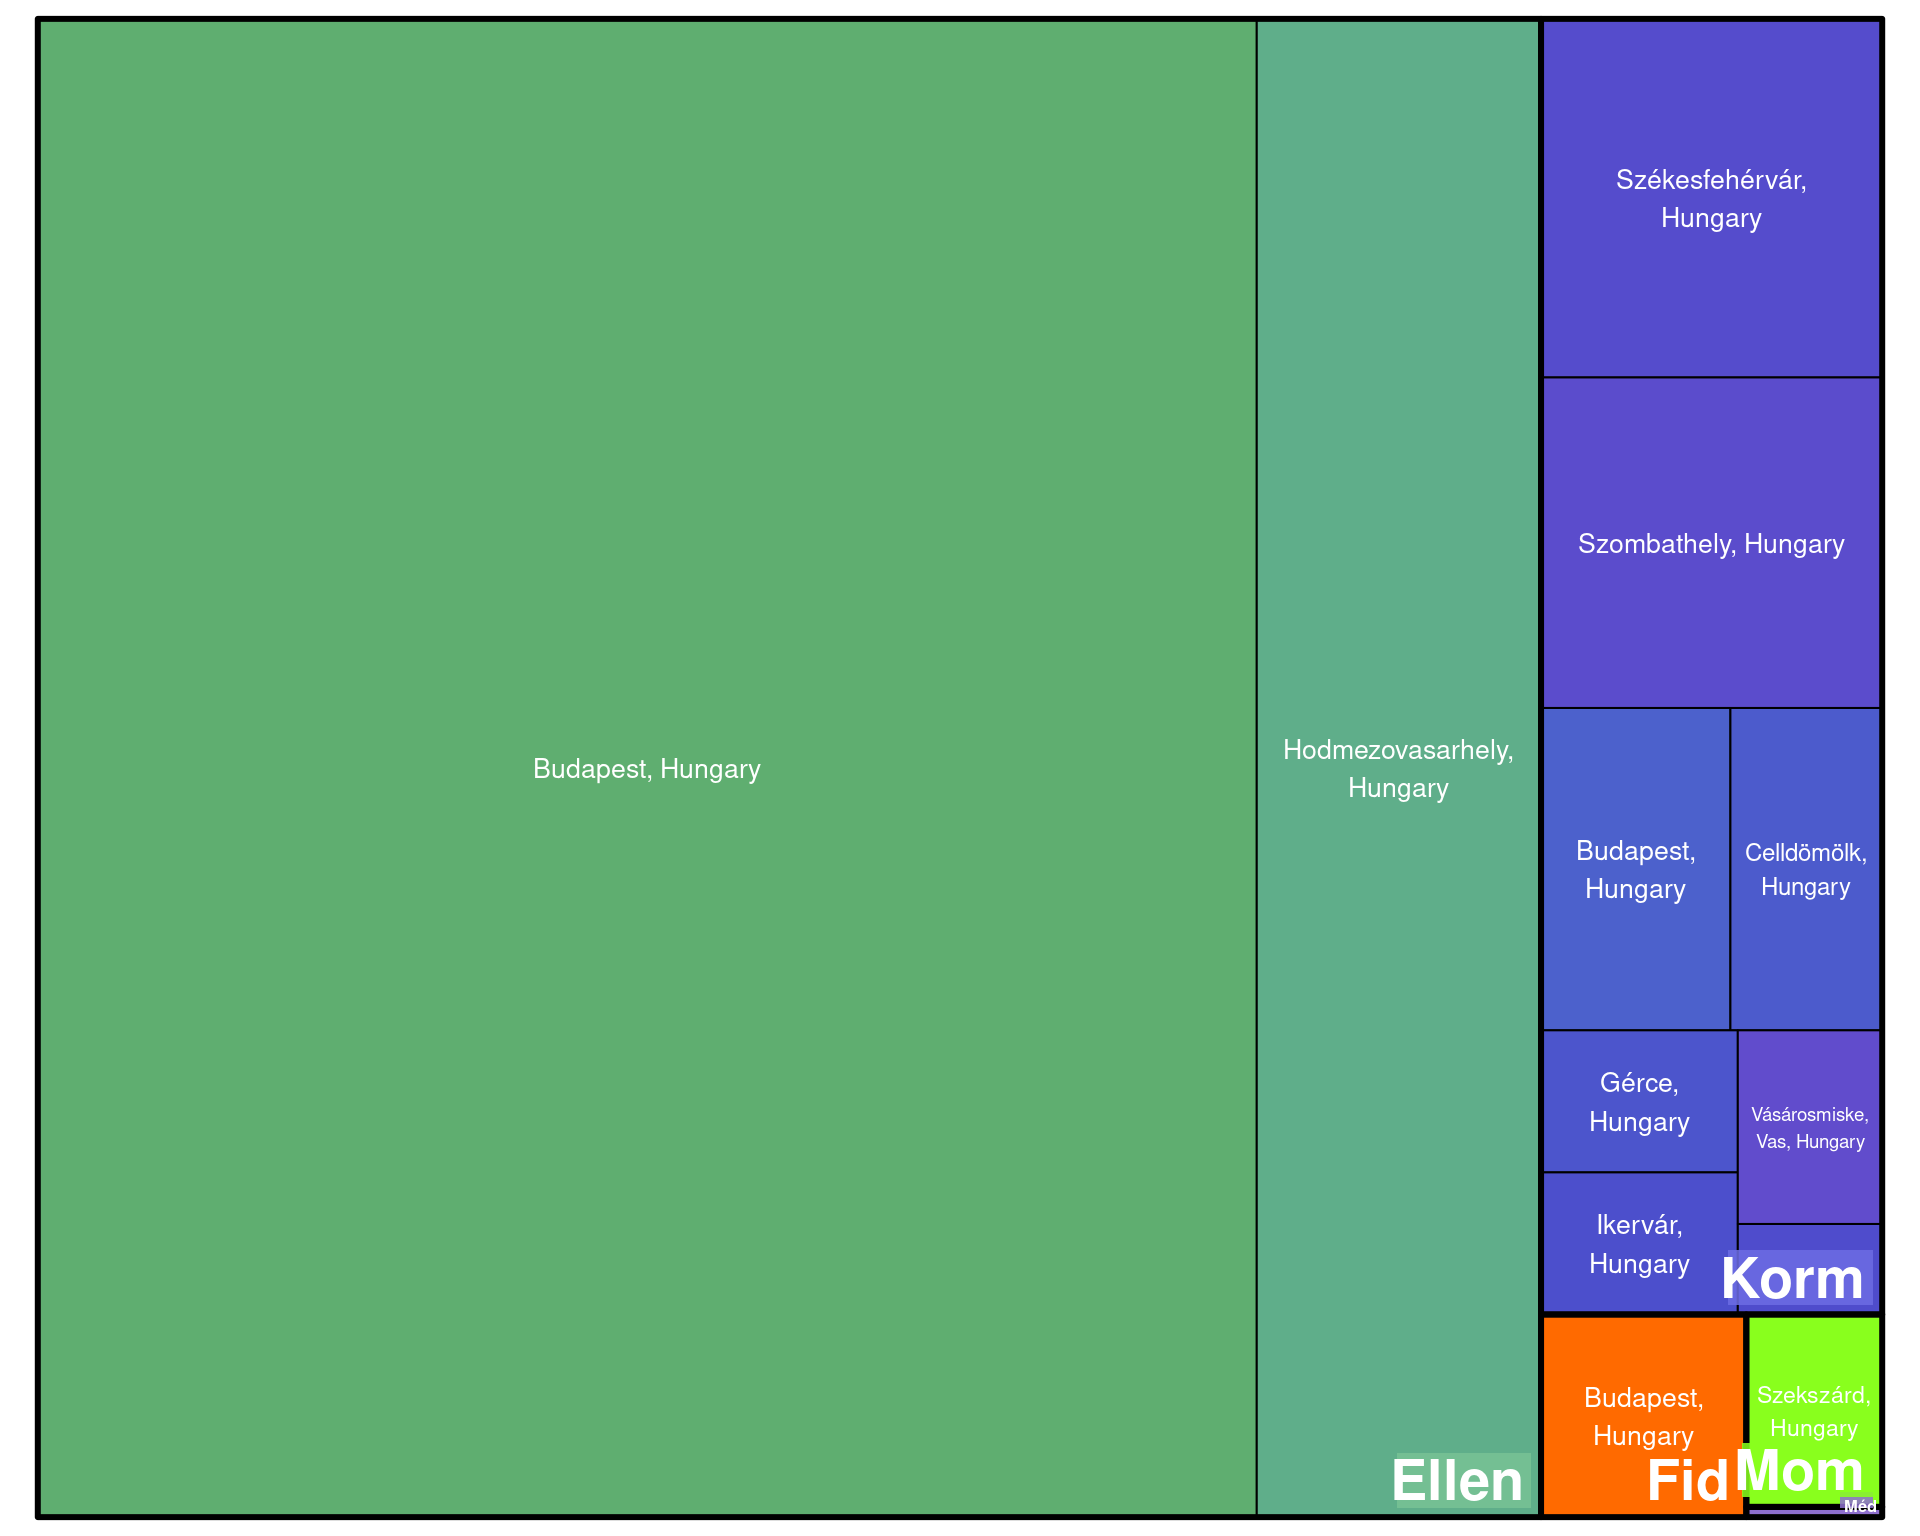 Budapest, Hungary
Hodmezovasarhely,
Hungary
Ellen
Székesfehérvár,
Hungary
Szombathely, Hungary
Budapest,
Hungary
Celldömölk,
Hungary
Gérce,
Hungary
Vásárosmiske,
Vas, Hungary
Ikervár,
Hungary
Korm
Budapest,
Hungary
Fid
Szekszárd,
Hungary
Mom
Méd